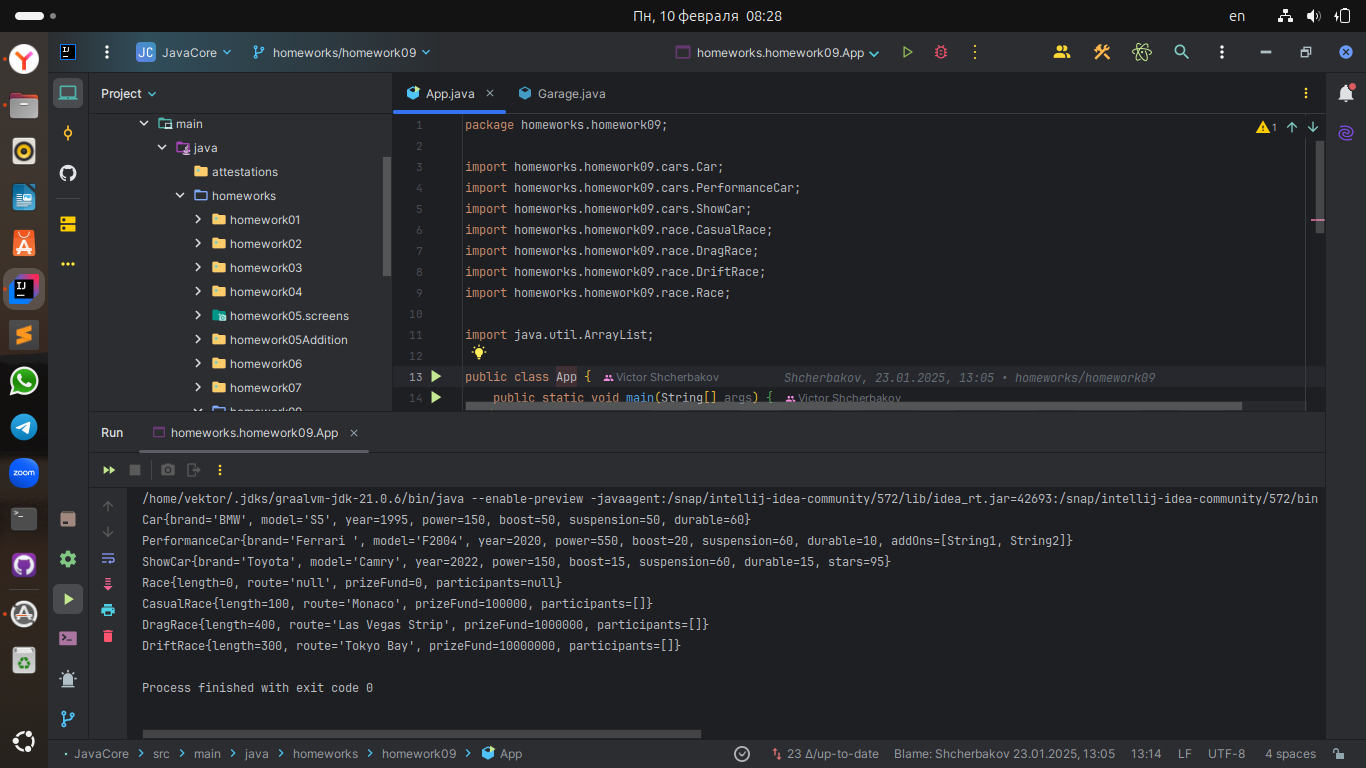 Пн, 10 февраля 08:28
en
JC JavaCore
homeworks/homework09
homeworks.homework09.App
Project
main
java
attestations
homeworks
homework01
homework02
homework03
homework04
homework05.screens
homework05Addition
homework06
homework07
App.java
Garage.java
1
1 package homeworks.homework09;
2
3 import homeworks.homework09.cars.Car;
4 import homeworks.homework09.cars.PerformanceCar;
5 import homeworks.homework09.cars.ShowCar;
6 import homeworks.homework09.race.CasualRace;
7 import homeworks.homework09.race.DragRace;
8 import homeworks.homework09.race.DriftRace;
9 import homeworks.homework09.race.Race;
10
11 import java.util.ArrayList;
12
13 public class App { Victor Shcherbakov Shcherbakov, 23.01.2025, 13:05 • homeworks/homework09
14 public static void main(String[] args) { Victor Shcherbakov
zoom
Run
homeworks.homework09.App
/home/vektor/.jdks/graalvm-jdk-21.0.6/bin/java --enable-preview -javaagent:/snap/intellij-idea-community/572/lib/idea_rt.jar=42693:/snap/intellij-idea-community/572/bin
Car{brand='BMW', model='S5', year=1995, power=150, boost=50, suspension=50, durable=60}
PerformanceCar{brand='Ferrari ', model='F2004', year=2020, power=550, boost=20, suspension=60, durable=10, addOns=[String1, String2]}
ShowCar{brand='Toyota', model='Camry', year=2022, power=150, boost=15, suspension=60, durable=15, stars=95}
Race{length=0, route='null', prizeFund=0, participants=null}
CasualRace{length=100, route='Monaco', prizeFund=100000, participants=[]}
DragRace{length=400, route='Las Vegas Strip', prizeFund=1000000, participants=[]}
DriftRace{length=300, route='Tokyo Bay', prizeFund=10000000, participants=[]}
Process finished with exit code 0
JavaCore > src > main > java > homeworks > homework09 > App
23 Δ/up-to-date
Blame: Shcherbakov 23.01.2025, 13:05
13:14
LF
UTF-8
4 spaces